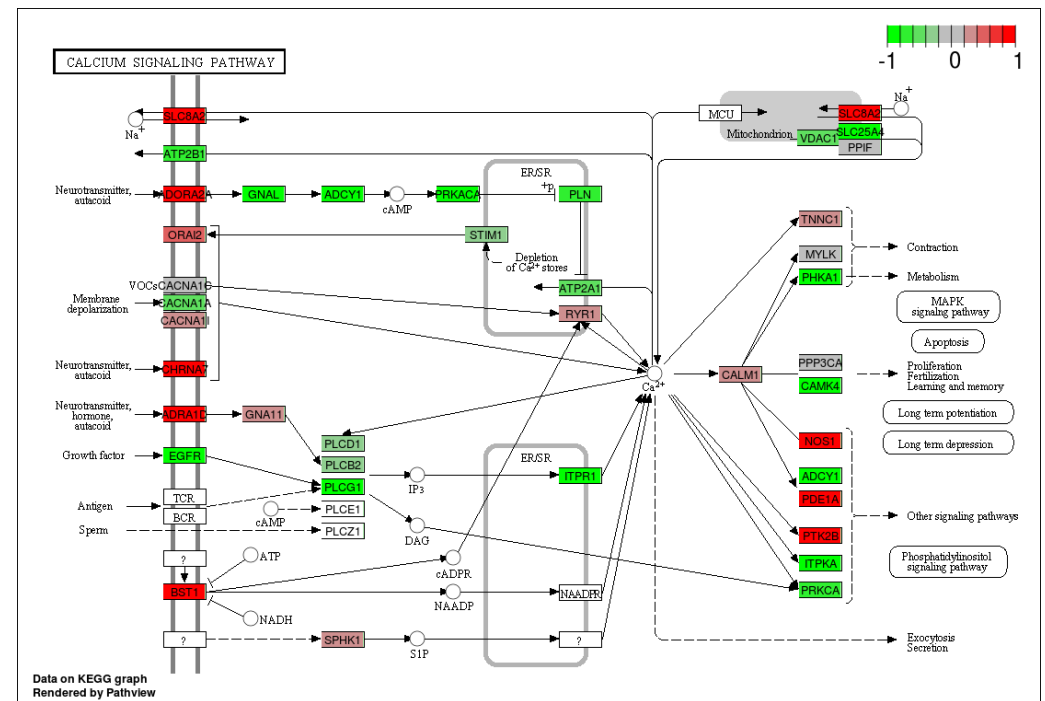 -1 0 1
CALCIUM SIGNALING PATHWAY
SLC8A2
Na+
MCU
SLC8A2
Na+
Mitochondrion
VDAC1
SLC25A4
PPIF
ATP2B1
ER/SR
Neurotransmitter,
autacoid
ADORA2A
GNAL
ADCY1
cAMP
PRKACA
+p
PLN
ORAI2
STIM1
Depletion
of Ca2+ stores
TNNC1
Contraction
MYLK
PHKA1
Metabolism
VOCs
CACNA1G
Membrane
depolarization
CACNA1A
CACNA1I
ATP2A1
RYR1
MAPK
signalng pathway
Apoptosis
Neurotransmitter,
autacoid
CHRNA7
Ca2+
CALM1
PPP3CA
CAMK4
Proliferation
Fertilization
Learning and memory
Neurotransmitter,
hormone,
autacoid
ADRA1D
GNA11
Long term potentiation
PLCD1
NOS1
Long term depression
Growth factor
EGFR
PLCB2
ER/SR
PLCG1
IP3
ITPR1
ADCY1
Antigen
TCR
PLCE1
PDE1A
BCR
cAMP
Sperm
PLCZ1
DAG
Other signaling pathways
PTK2B
?
ATP
cADPR
ITPKA
Phosphatidylinositol
signaling pathway
BST1
NAADP
NAADPR
PRKCA
NADH
?
SPHK1
S1P
?
Exocytosis
Secretion
Data on KEGG graph
Rendered by Pathview